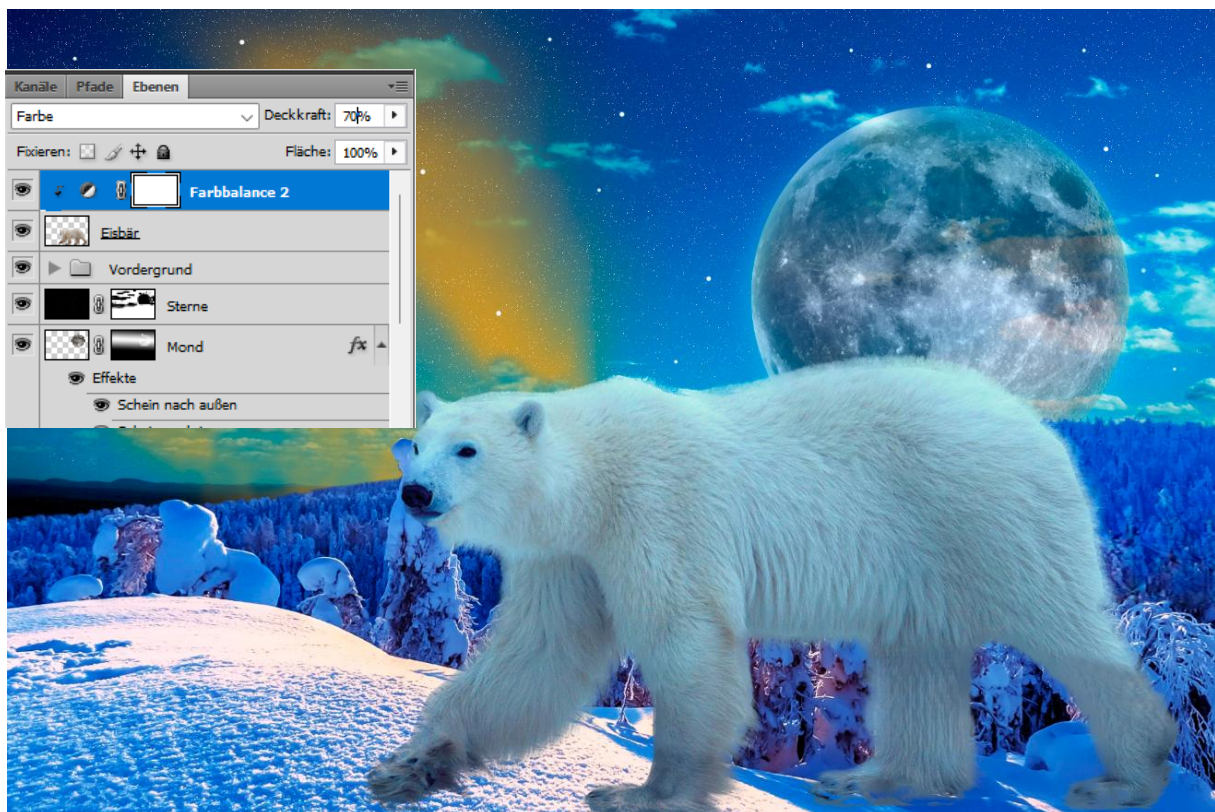 Kanäle Pfade Ebenen
Farbe Deckkraft: 70%
Fixieren: Fläche: 100%
Farbbalance 2
Eisbär
Vordergrund
Sterne
Mond fx
Effekte
Schein nach außen